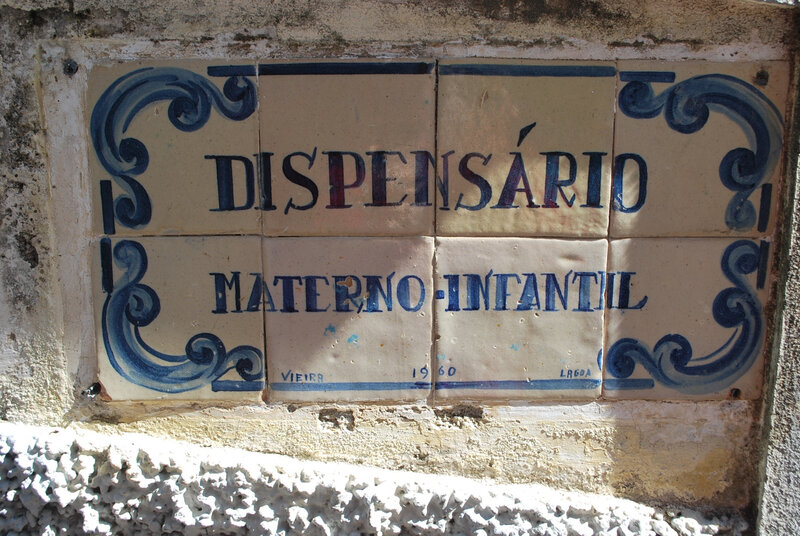 DISPENSÁRIO
MATERNO-INFANTIL
VIEIRA 1960 LAGOA